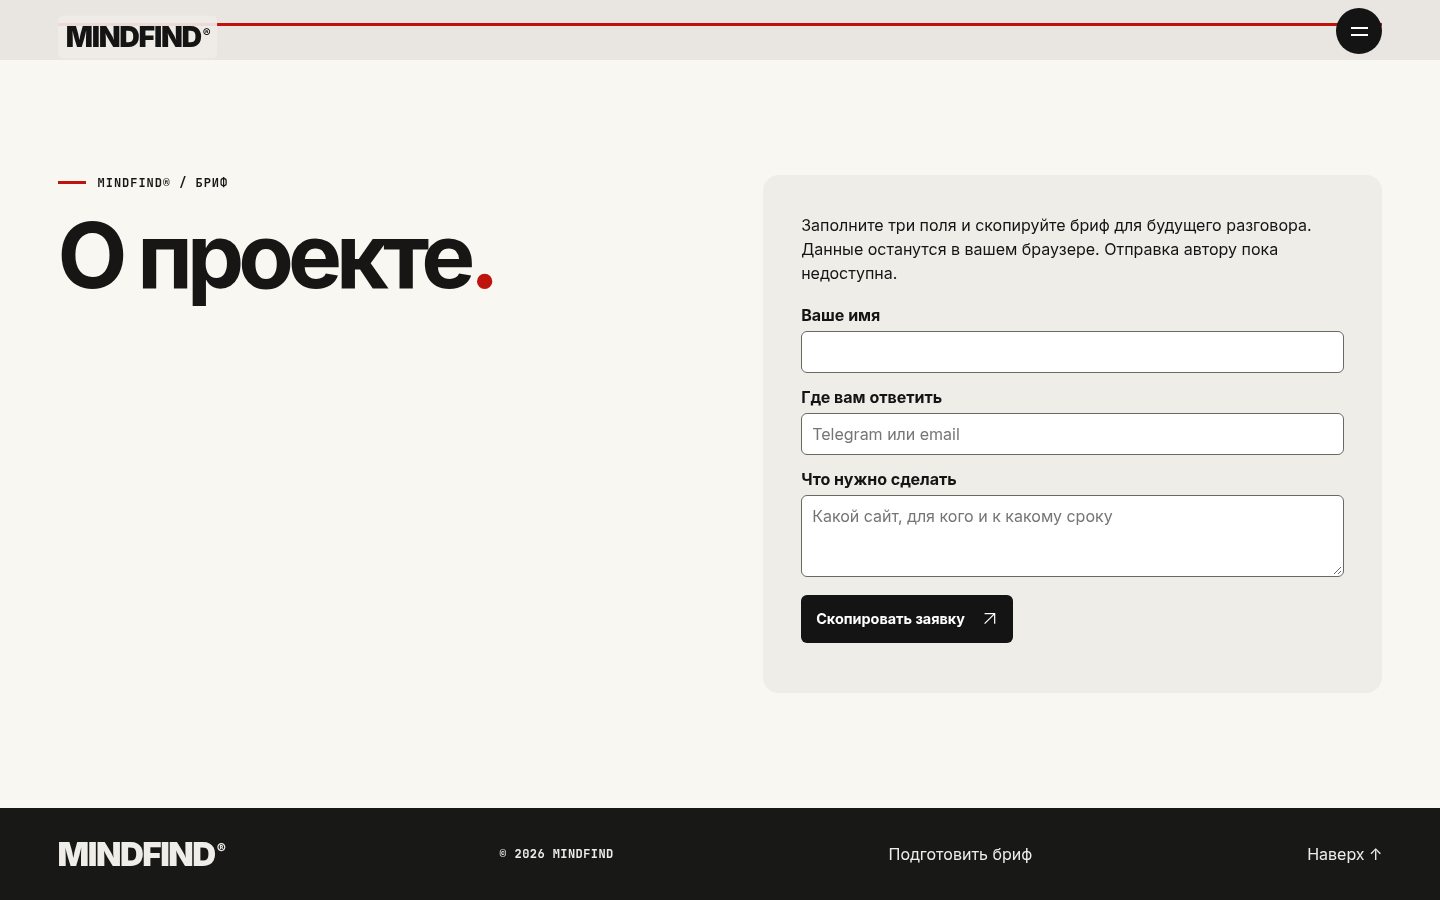 MINDFIND®
MINDFIND® / БРИФ
О проекте.
Заполните три поля и скопируйте бриф для будущего разговора.
Данные останутся в вашем браузере. Отправка автору пока
недоступна.
Ваше имя
Где вам ответить
Telegram или email
Что нужно сделать
Какой сайт, для кого и к какому сроку
Скопировать заявку
MINDFIND®
© 2026 MINDFIND
Подготовить бриф
Наверх ↑